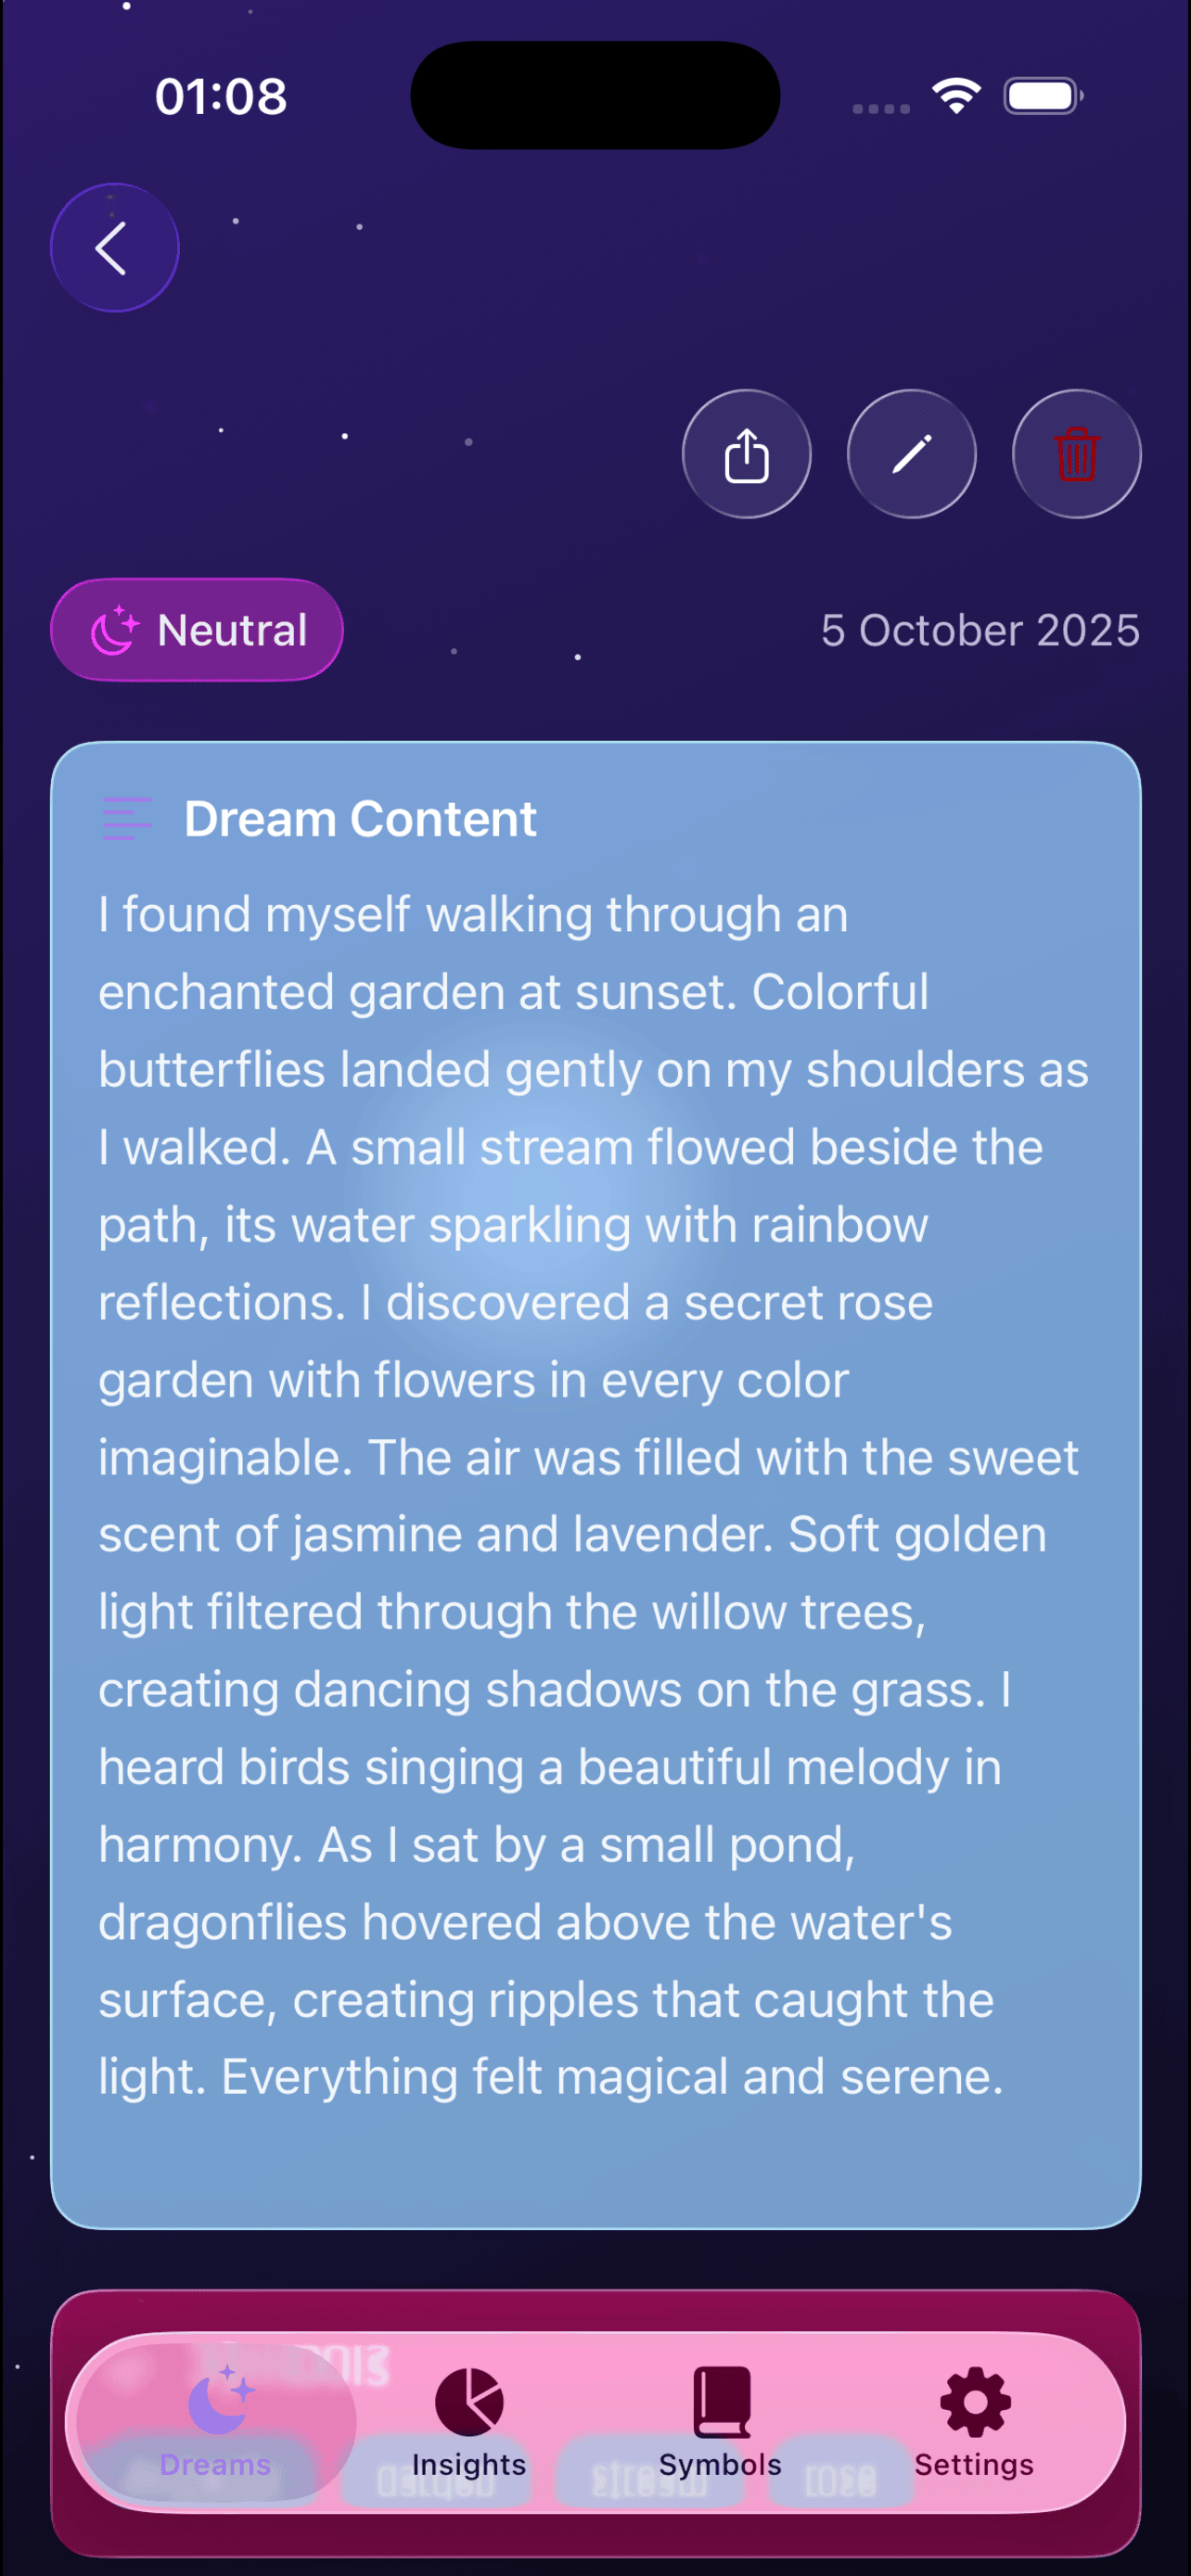 01:08
Neutral
5 October 2025
Dream Content
I found myself walking through an
enchanted garden at sunset. Colorful
butterflies landed gently on my shoulders as
I walked. A small stream flowed beside the
path, its water sparkling with rainbow
reflections. I discovered a secret rose
garden with flowers in every color
imaginable. The air was filled with the sweet
scent of jasmine and lavender. Soft golden
light filtered through the willow trees,
creating dancing shadows on the grass. I
heard birds singing a beautiful melody in
harmony. As I sat by a small pond,
dragonflies hovered above the water's
surface, creating ripples that caught the
light. Everything felt magical and serene.
Dreams Insights Symbols Settings
garden stream rose